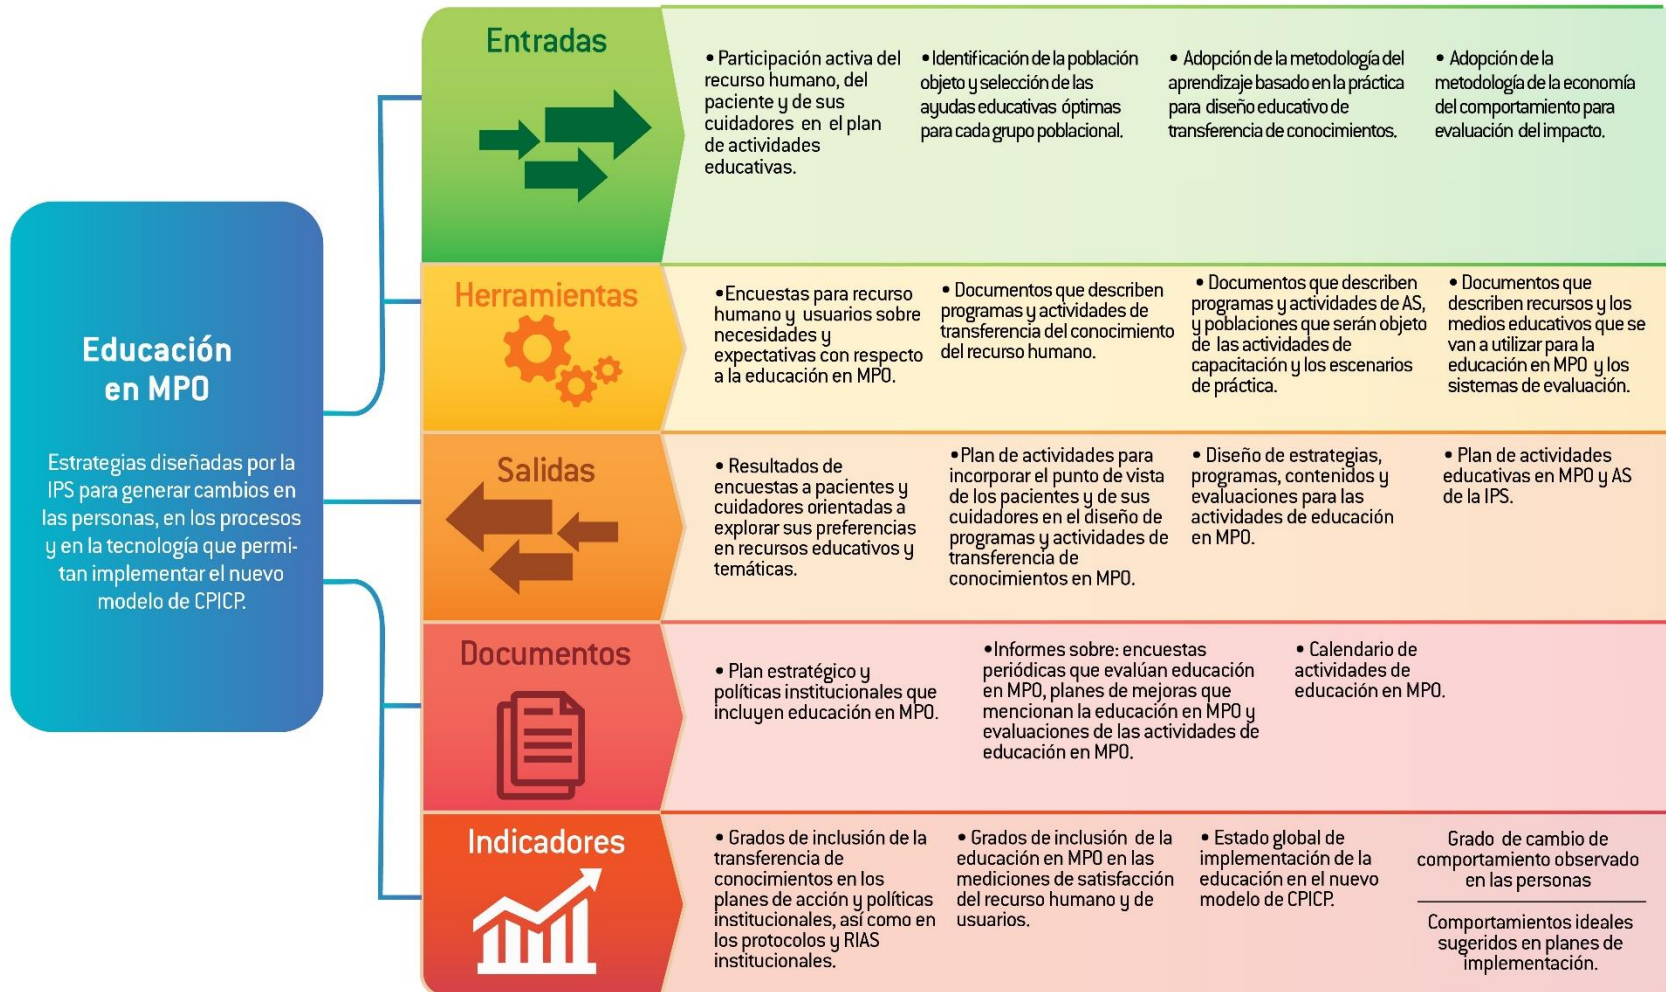 Educación
en MPO
Estrategias diseñadas por la
IPS para generar cambios en
las personas, en los procesos
y en la tecnología que permi-
tan implementar el nuevo
modelo de CPICP.
Entradas
• Participación activa del
recurso humano, del
paciente y de sus
cuidadores en el plan
de actividades
educativas.
•Identificación de la población
objeto y selección de las
ayudas educativas óptimas
para cada grupo poblacional.
• Adopción de la metodología del
aprendizaje basado en la práctica
para diseño educativo de
transferencia de conocimientos.
• Adopción de la
metodología de la economía
del comportamiento para
evaluación del impacto.
Herramientas
•Encuestas para recurso
humano y usuarios sobre
necesidades y
expectativas con respecto
a la educación en MPO.
• Documentos que describen
programas y actividades de
transferencia del conocimiento
del recurso humano.
• Documentos que describen
programas y actividades de AS,
y poblaciones que serán objeto
de las actividades de
capacitación y los escenarios
de práctica.
• Documentos que
describen recursos y los
medios educativos que se
van a utilizar para la
educación en MPO y los
sistemas de evaluación.
Salidas
• Resultados de
encuestas a pacientes y
cuidadores orientadas a
explorar sus preferencias
en recursos educativos y
temáticas.
• Plan de actividades para
incorporar el punto de vista
de los pacientes y de sus
cuidadores en el diseño de
programas y actividades de
transferencia de
conocimientos en MPO.
• Diseño de estrategias,
programas, contenidos y
evaluaciones para las
actividades de educación
en MPO.
• Plan de actividades
educativas en MPO y AS
de la IPS.
Documentos
• Plan estratégico y
políticas institucionales que
incluyen educación en MPO.
•Informes sobre: encuestas
periódicas que evalúan educación
en MPO, planes de mejoras que
mencionan la educación en MPO y
evaluaciones de las actividades de
educación en MPO.
• Calendario de
actividades de
educación en MPO.
Indicadores
• Grados de inclusión de la
transferencia de
conocimientos en los
planes de acción y políticas
institucionales, así como en
los protocolos y RIAS
institucionales.
• Grados de inclusión de la
educación en MPO en las
mediciones de satisfacción
del recurso humano y de
usuarios.
• Estado global de
implementación de la
educación en el nuevo
modelo de CPICP.
Grado de cambio de
comportamiento observado
en las personas
Comportamientos ideales
sugeridos en planes de
implementación.